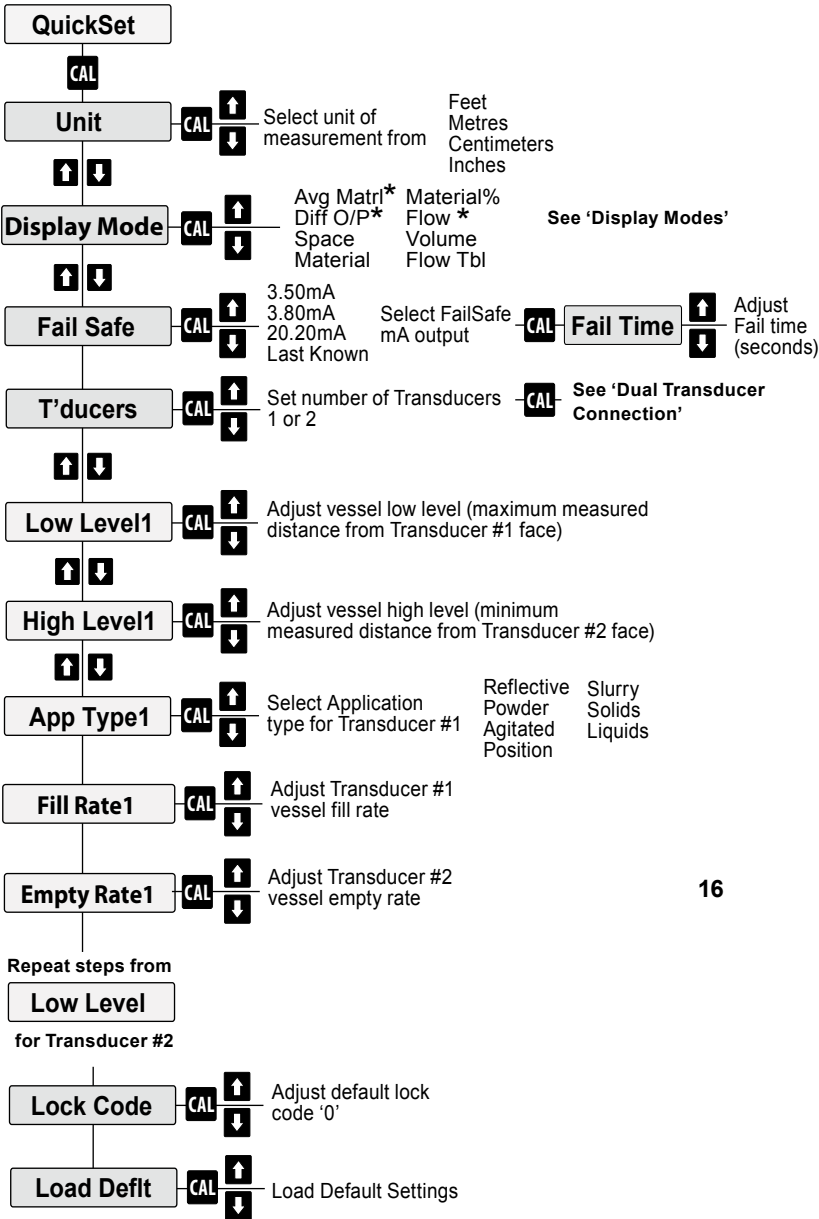 QuickSet
CAL
Unit
CAL
Select unit of
measurement from
Feet
Metres
Centimeters
Inches
Display Mode
CAL
Avg Matrl*
Diff O/P*
Space
Material
Material%
Flow *
Volume
Flow Tbl
See 'Display Modes'
Fail Safe
CAL
3.50mA
3.80mA
20.20mA
Last Known
Select FailSafe
mA output
CAL
Fail Time
Adjust
Fail time
(seconds)
T'ducers
CAL
Set number of Transducers
1 or 2
CAL
See 'Dual Transducer
Connection'
Low Level1
CAL
Adjust vessel low level (maximum measured
distance from Transducer #1 face)
High Level1
CAL
Adjust vessel high level (minimum
measured distance from Transducer #2 face)
App Type1
CAL
Select Application
type for Transducer #1
Reflective
Powder
Agitated
Position
Slurry
Solids
Liquids
Fill Rate1
CAL
Adjust Transducer #1
vessel fill rate
Empty Rate1
CAL
Adjust Transducer #2
vessel empty rate
16
Repeat steps from
Low Level
for Transducer #2
Lock Code
CAL
Adjust default lock
code '0'
Load Deflt
CAL
Load Default Settings